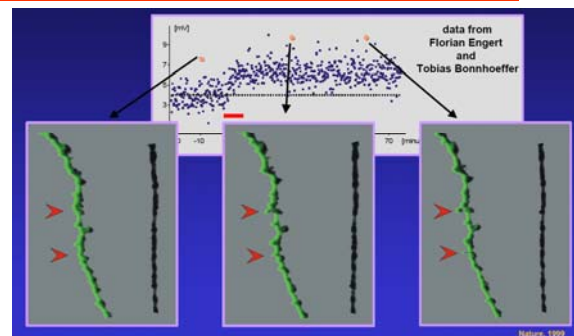 [mV]
data from
Florian Engert
and
Tobias Bonnhoeffer
9
7
5
3
-10
70
Nature, 1999